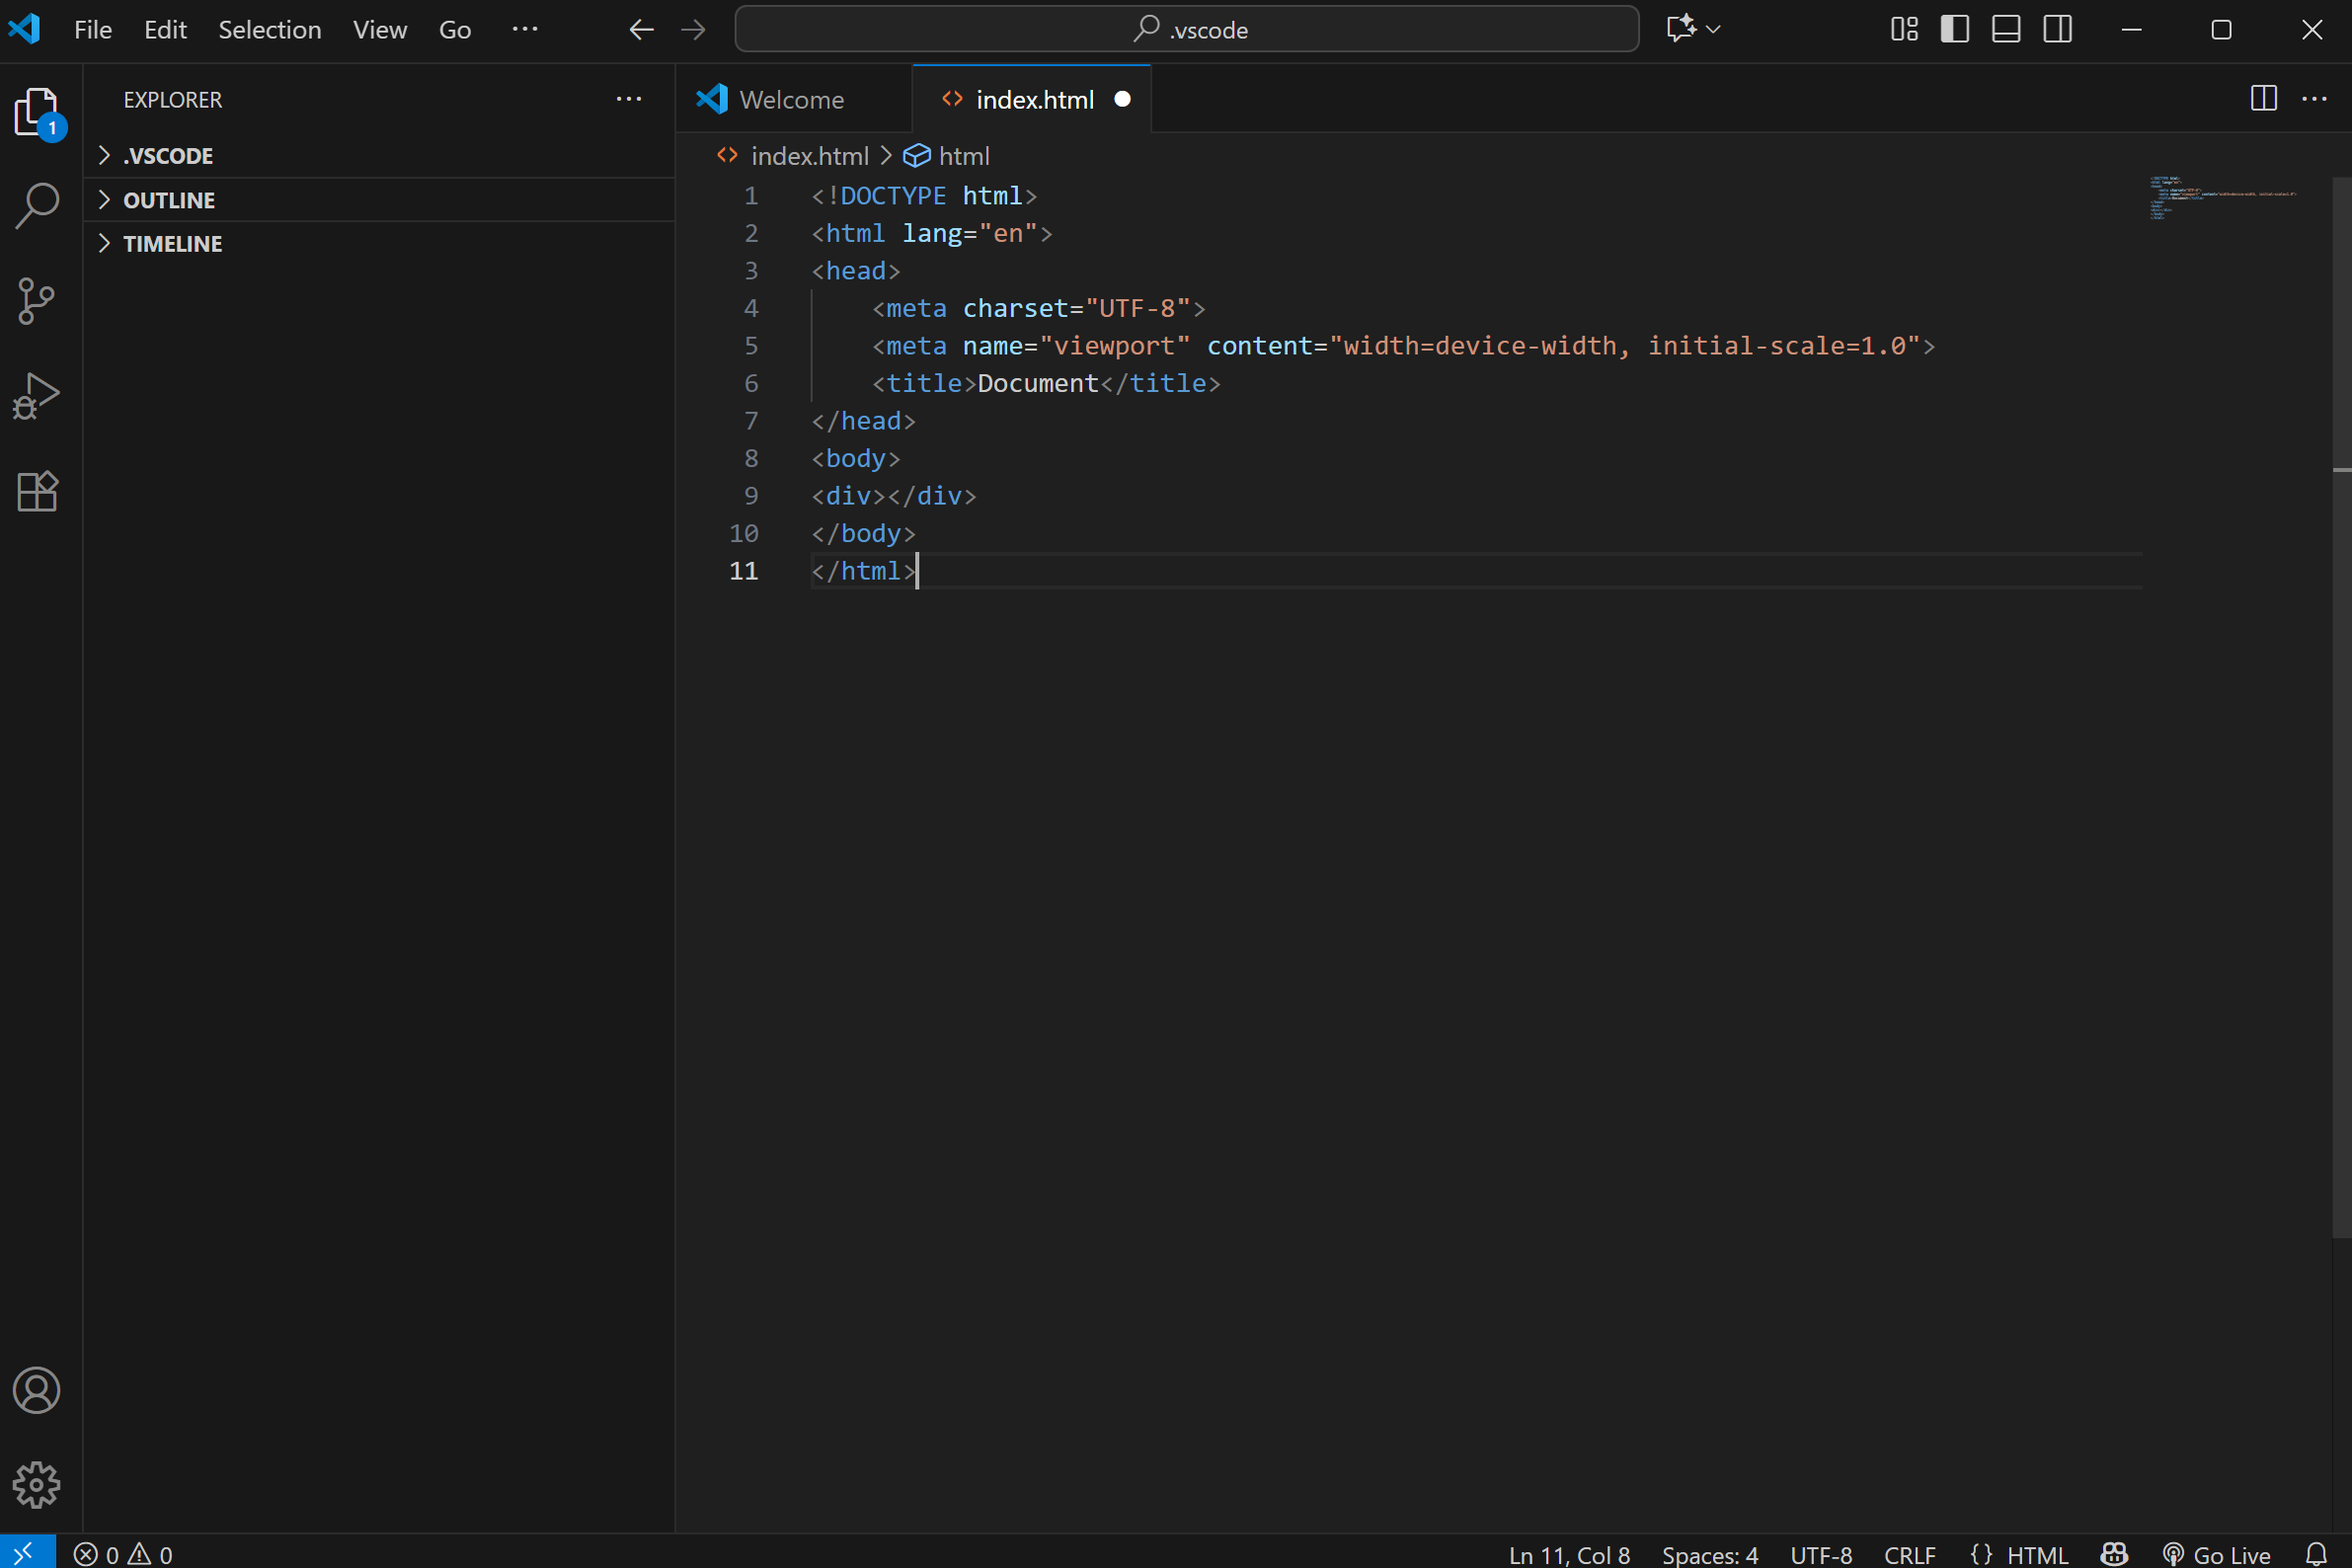 File Edit Selection View Go ··· .vscode
EXPLORER ···
1
.VSCODE
OUTLINE
TIMELINE
Welcome index.html ···
index.html > html
1 <!DOCTYPE html>
2 <html lang="en">
3 <head>
4     <meta charset="UTF-8">
5     <meta name="viewport" content="width=device-width, initial-scale=1.0">
6     <title>Document</title>
7 </head>
8 <body>
9 <div></div>
10 </body>
11 </html>
0 0 Ln 11, Col 8 Spaces: 4 UTF-8 CRLF {} HTML Go Live